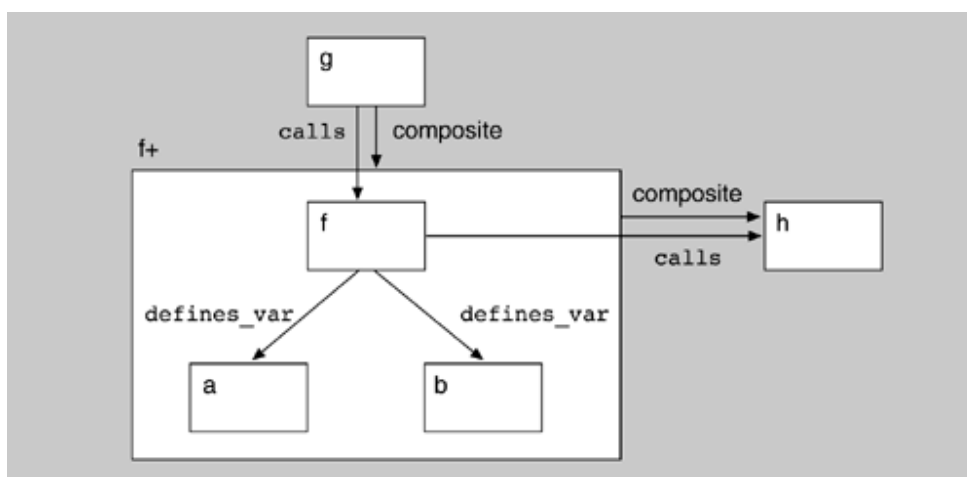 g
calls
composite
f+
composite
f
h
calls
defines_var
defines_var
a
b